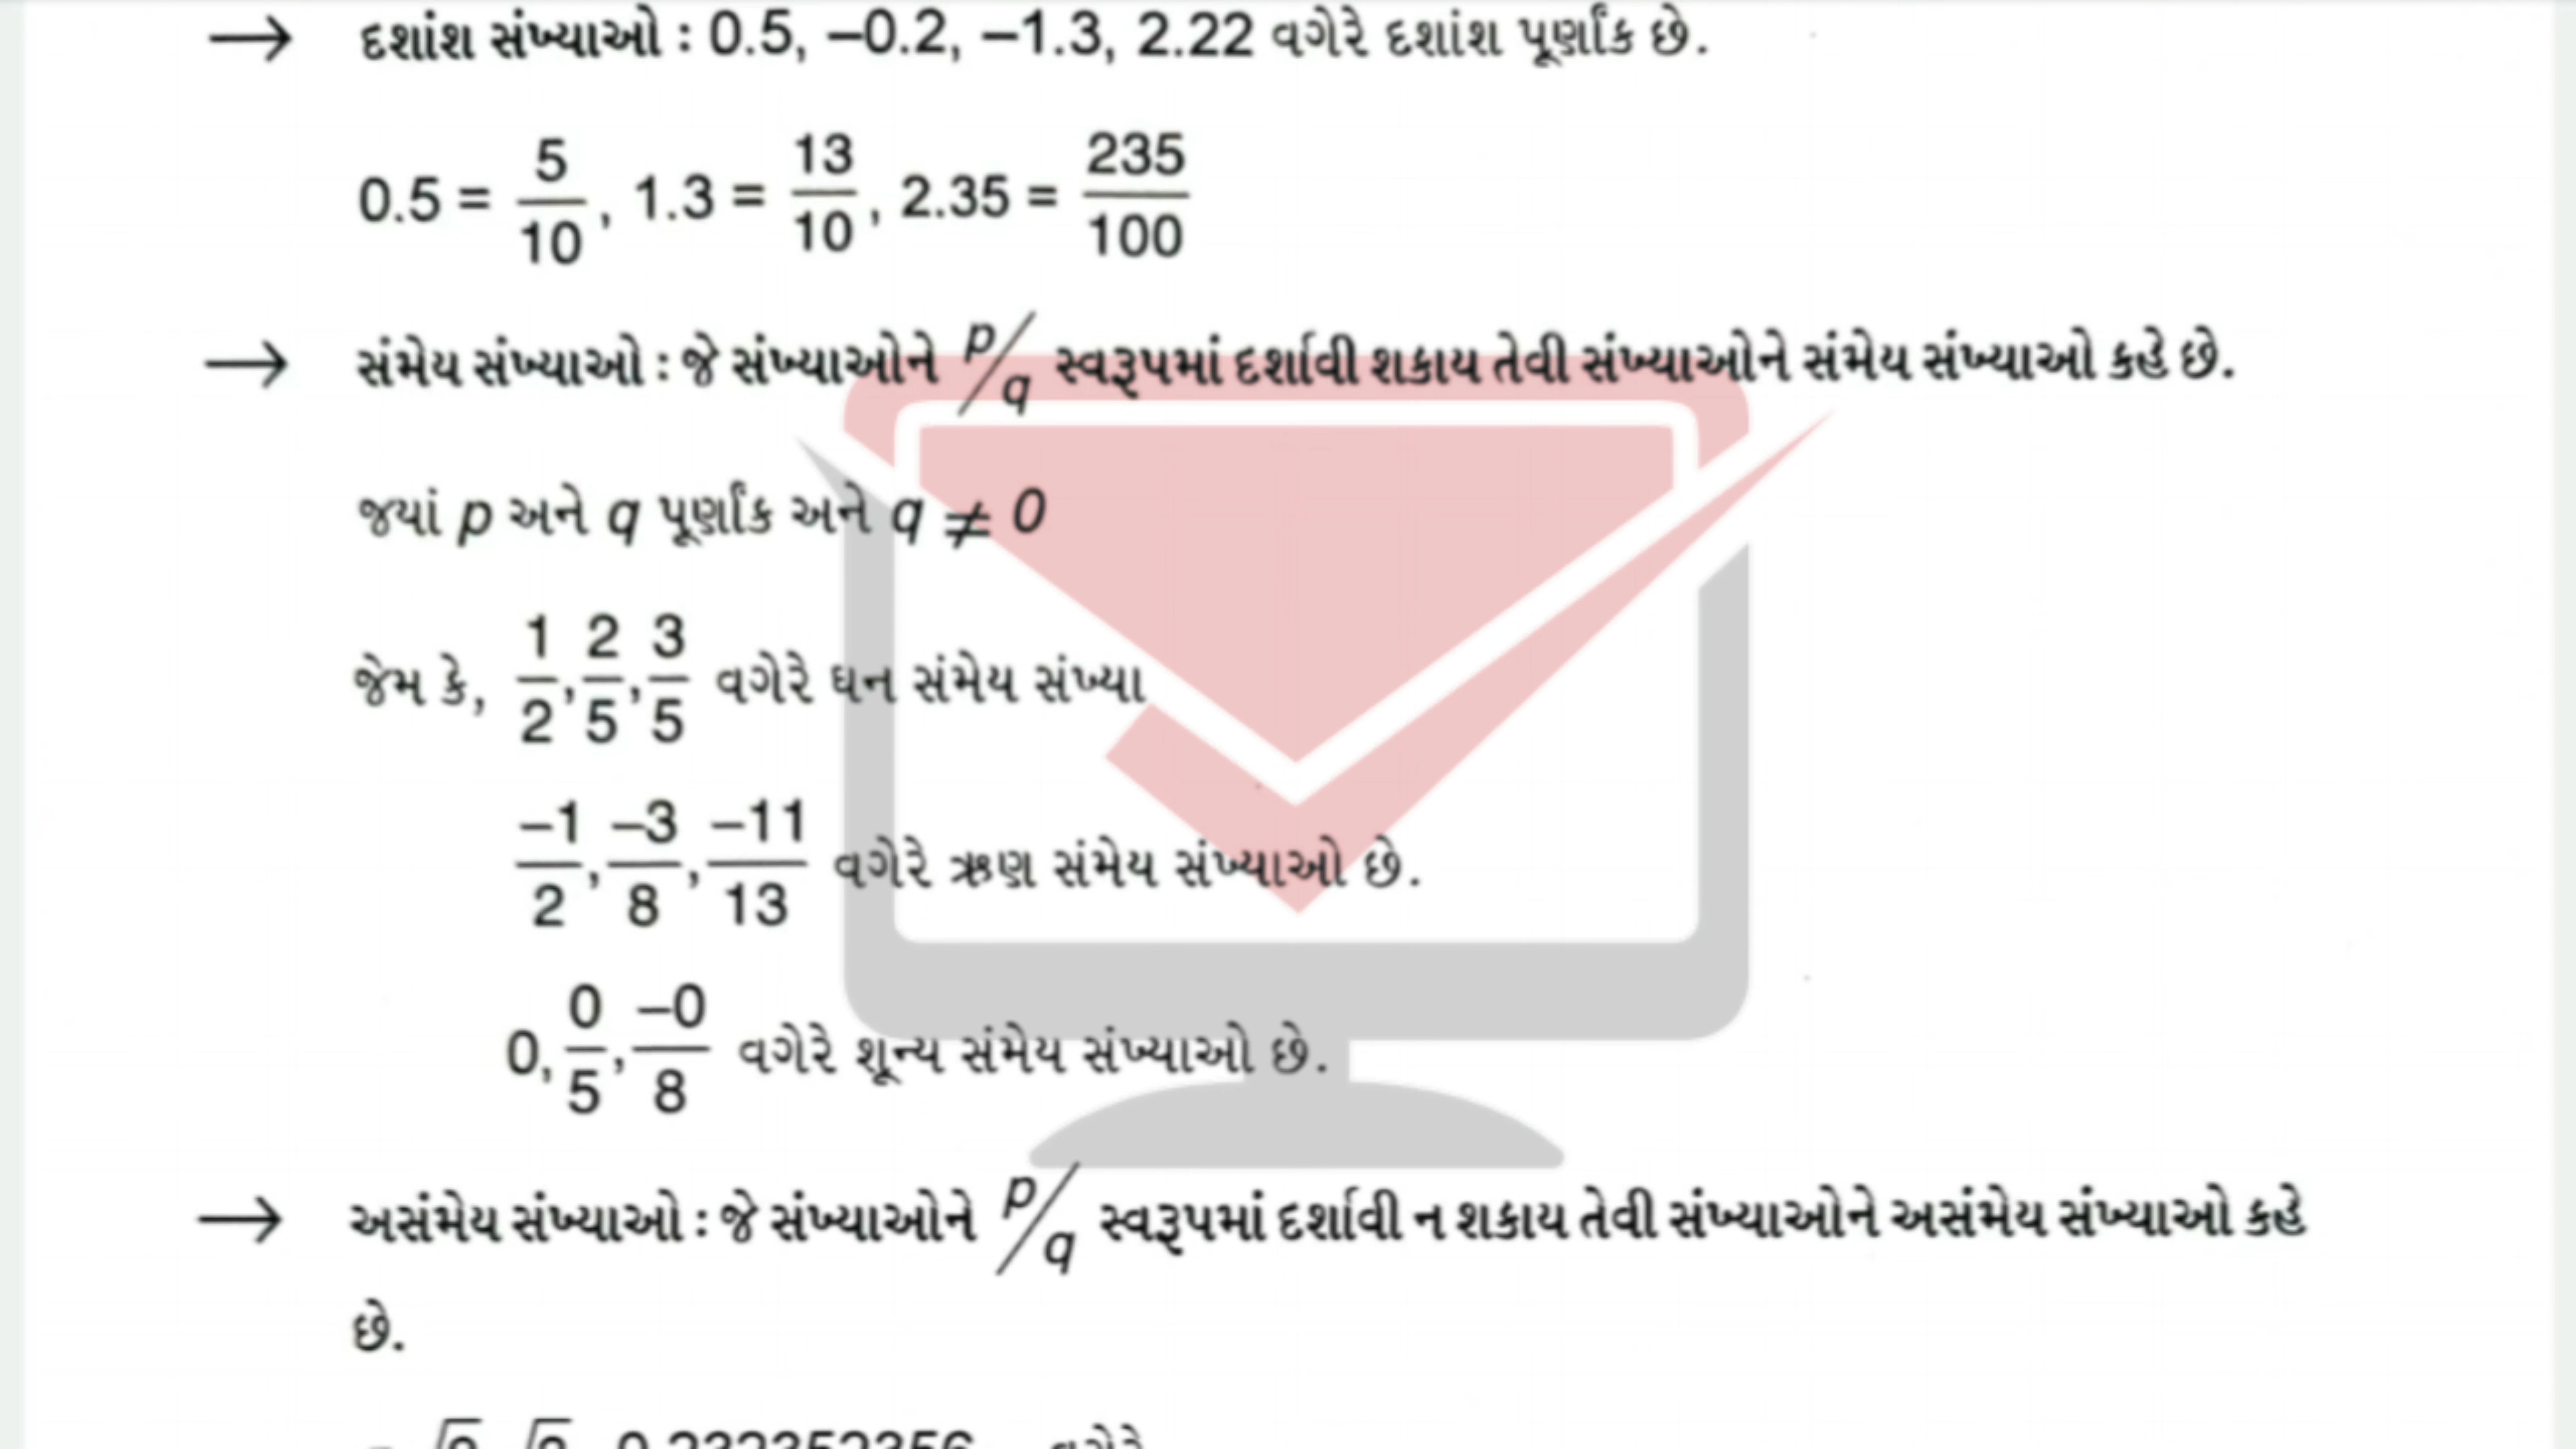 → દશાંશ સંખ્યાઓ : 0.5, –0.2, –1.3, 2.22 વગેરે દશાંશ પૂર્ણાંક છે.
0.5 = 5/10, 1.3 = 13/10, 2.35 = 235/100
→ સંમેય સંખ્યાઓ : જે સંખ્યાઓને p/q સ્વરૂપમાં દર્શાવી શકાય તેવી સંખ્યાઓને સંમેય સંખ્યાઓ કહે છે.
જ્યાં p અને q પૂર્ણાંક અને q ≠ 0
જેમ કે, 1/2, 2/5, 3/5 વગેરે ઘન સંમેય સંખ્યા
–1/2, –3/8, –11/13 વગેરે ઋણ સંમેય સંખ્યાઓ છે.
0, 0/5, –0/8 વગેરે શૂન્ય સંમેય સંખ્યાઓ છે.
→ અસંમેય સંખ્યાઓ : જે સંખ્યાઓને p/q સ્વરૂપમાં દર્શાવી ન શકાય તેવી સંખ્યાઓને અસંમેય સંખ્યાઓ કહે
છે.